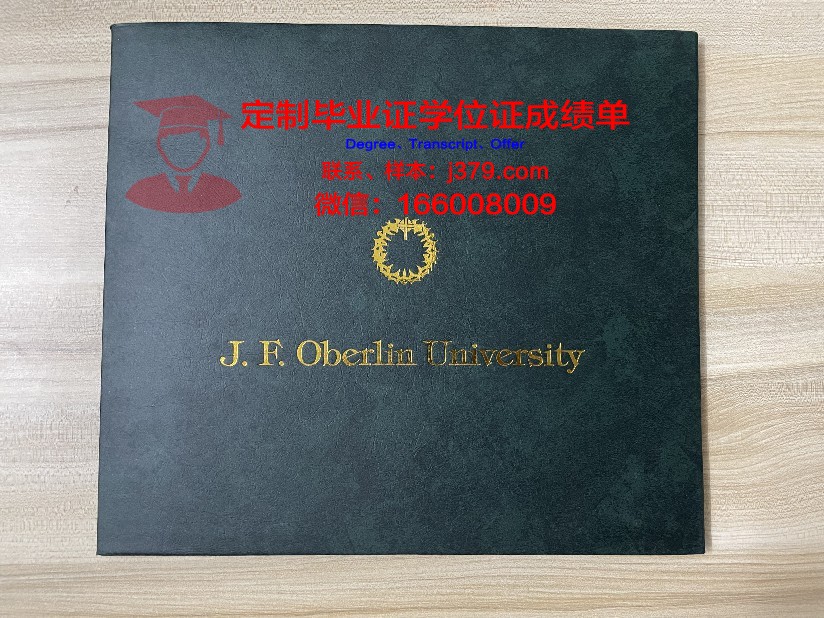 定制毕业证学位证成绩单
Degree、Transcript、Offer
联系、样本：j379.com
微信：166008009
J. F. Oberlin University